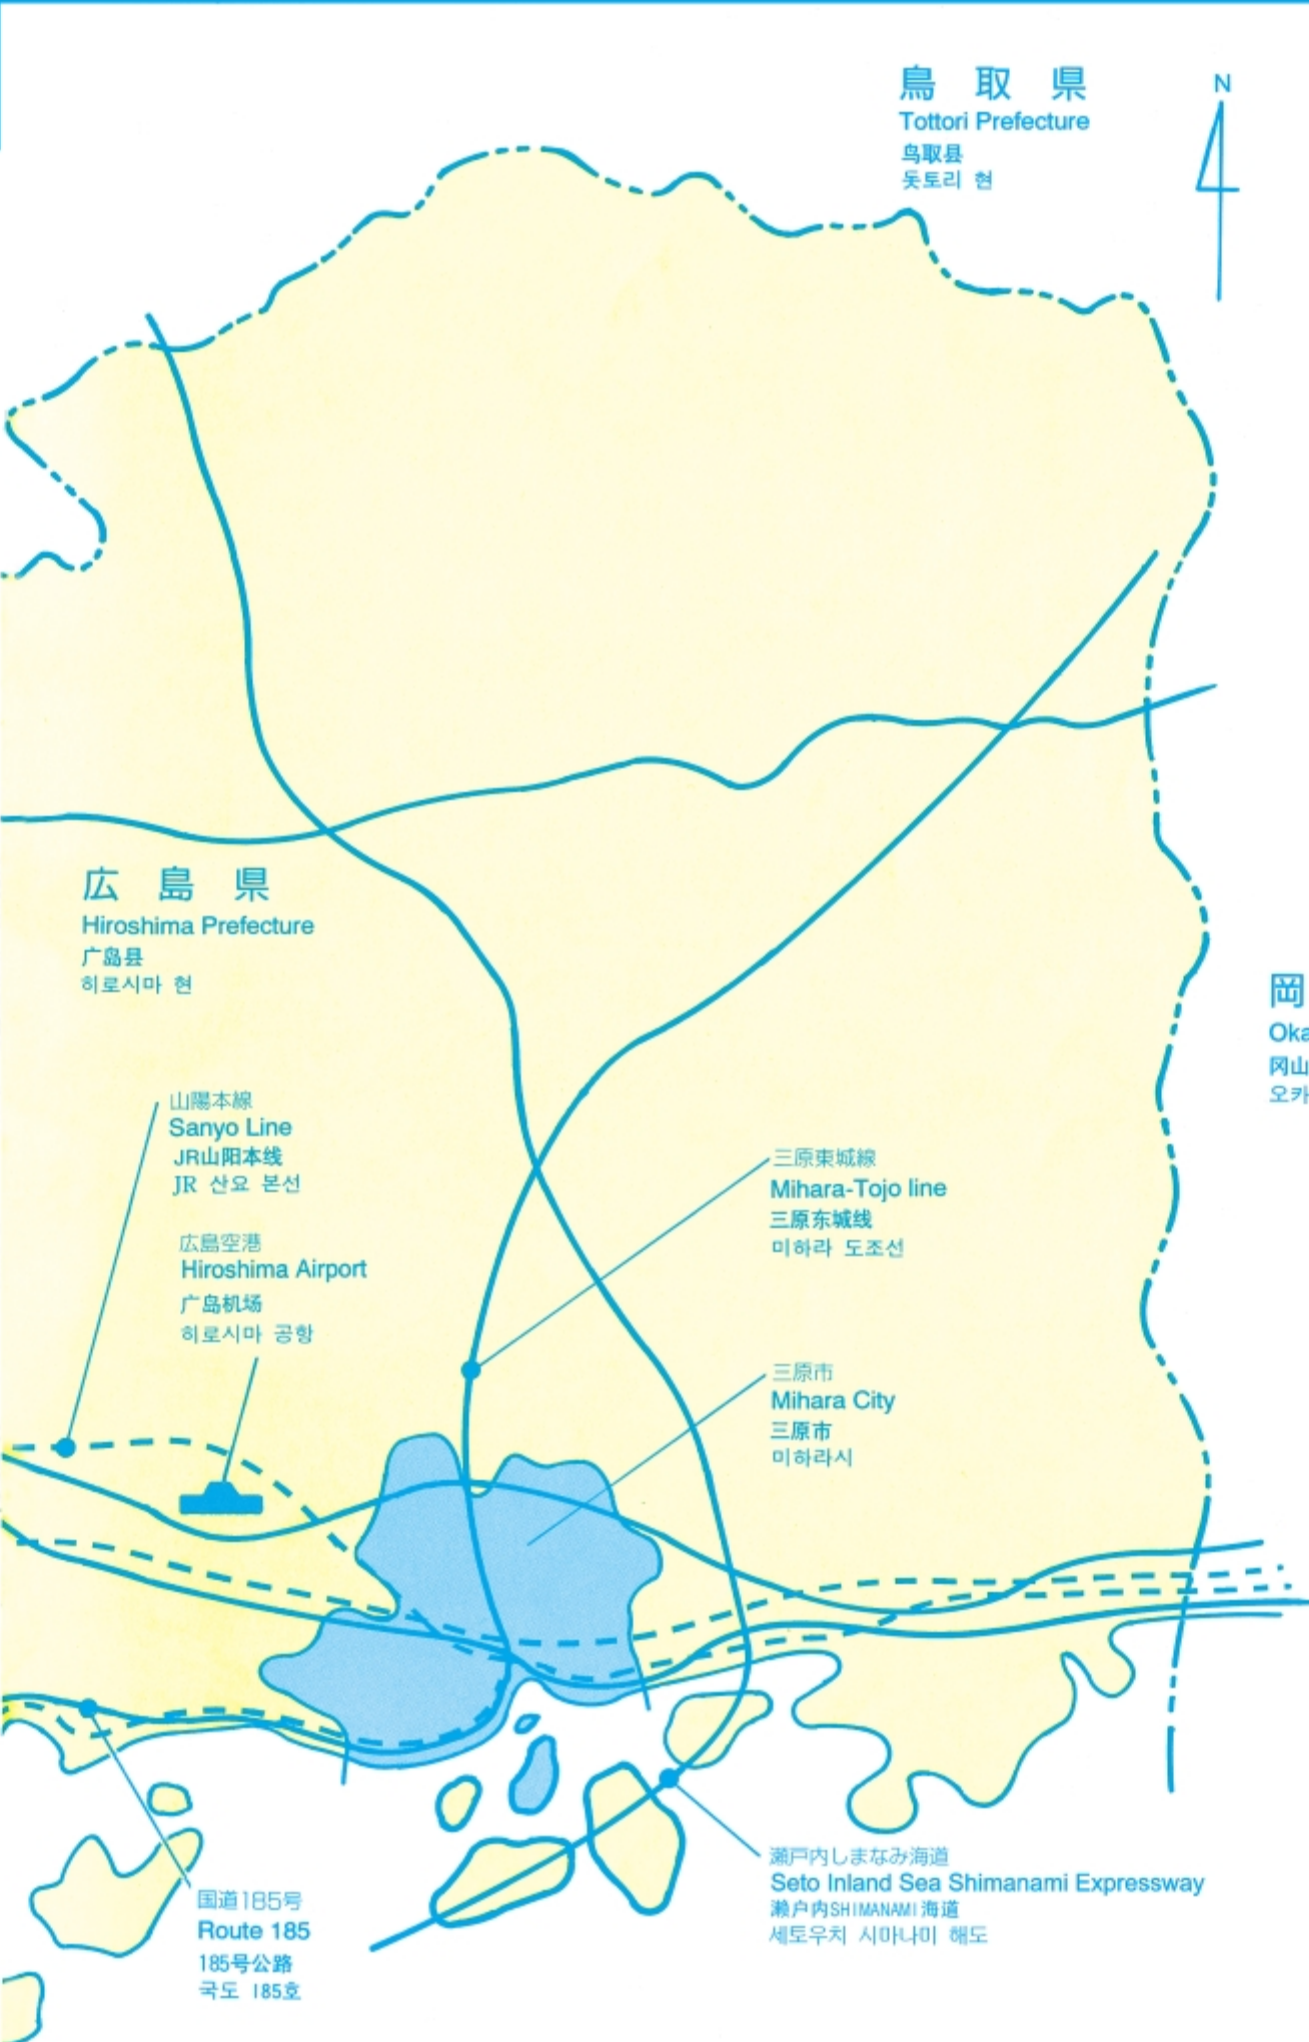 鳥取県
Tottori Prefecture
鸟取县
돗토리 현
N
広島県
Hiroshima Prefecture
广岛县
히로시마 현
岡
Oka
冈山
오카
山陽本線
Sanyo Line
JR山阳本线
JR 산요 본선
三原東城線
Mihara-Tojo line
三原东城线
미하라 도조선
広島空港
Hiroshima Airport
广岛机场
히로시마 공항
三原市
Mihara City
三原市
미하라시
瀬戸内しまなみ海道
Seto Inland Sea Shimanami Expressway
濑户内SHIMANAMI海道
세토우치 시마나미 해도
国道185号
Route 185
185号公路
국도 185호